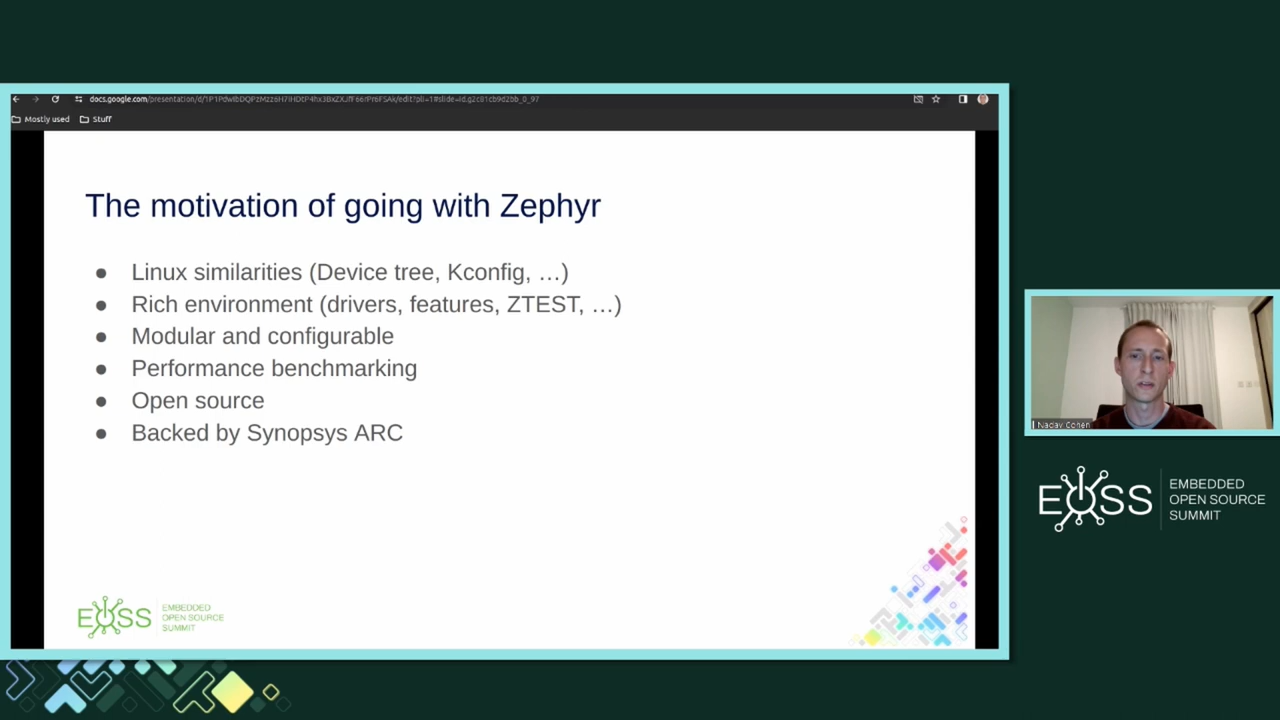 Mostly used
Stuff
The motivation of going with Zephyr
● Linux similarities (Device tree, Kconfig, …)
● Rich environment (drivers, features, ZTEST, …)
● Modular and configurable
● Performance benchmarking
● Open source
● Backed by Synopsys ARC
EOSS
EMBEDDED
OPEN SOURCE
SUMMIT
Nadav Cohen
EOSS
EMBEDDED
OPEN SOURCE
SUMMIT